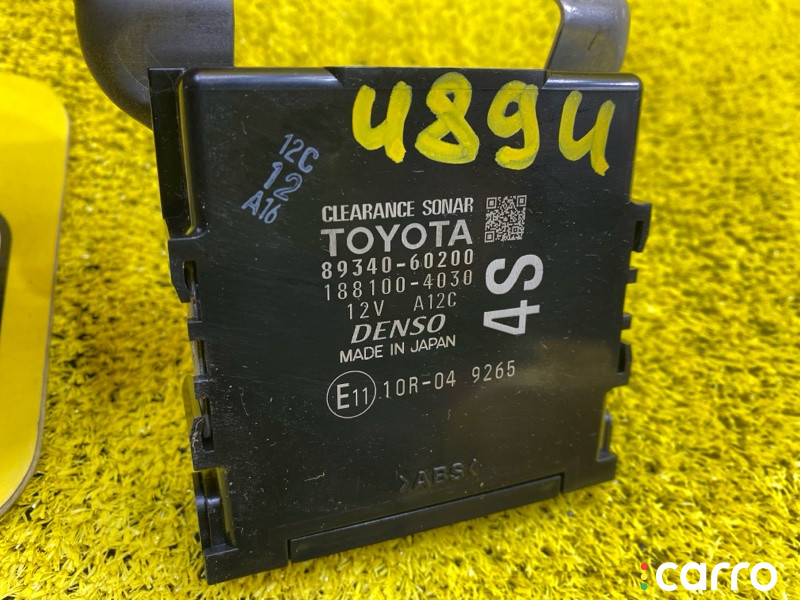 4894
12C
12
A16
CLEARANCE SONAR
TOYOTA
89340-60200
188100-4030
12V A12C
DENSO
MADE IN JAPAN
4S
E11 10R-04 9265
>ABS<
carro